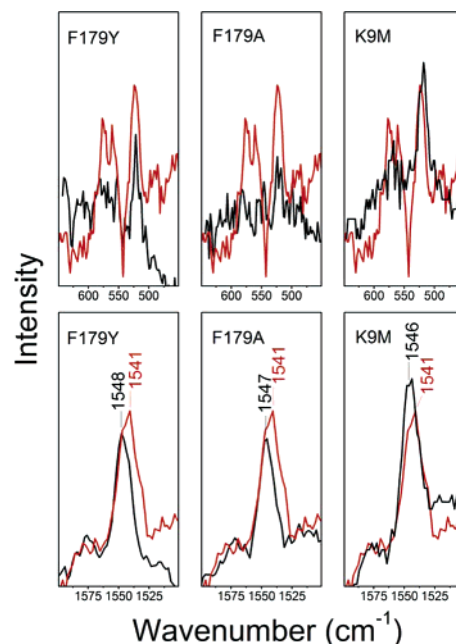 F179Y F179A K9M
600 550 500 600 550 500 600 550 500
Intensity
F179Y F179A K9M
1548 1541 1547 1541 1546 1541
1575 1550 1525 1575 1550 1525 1575 1550 1525
Wavenumber (cm-1)